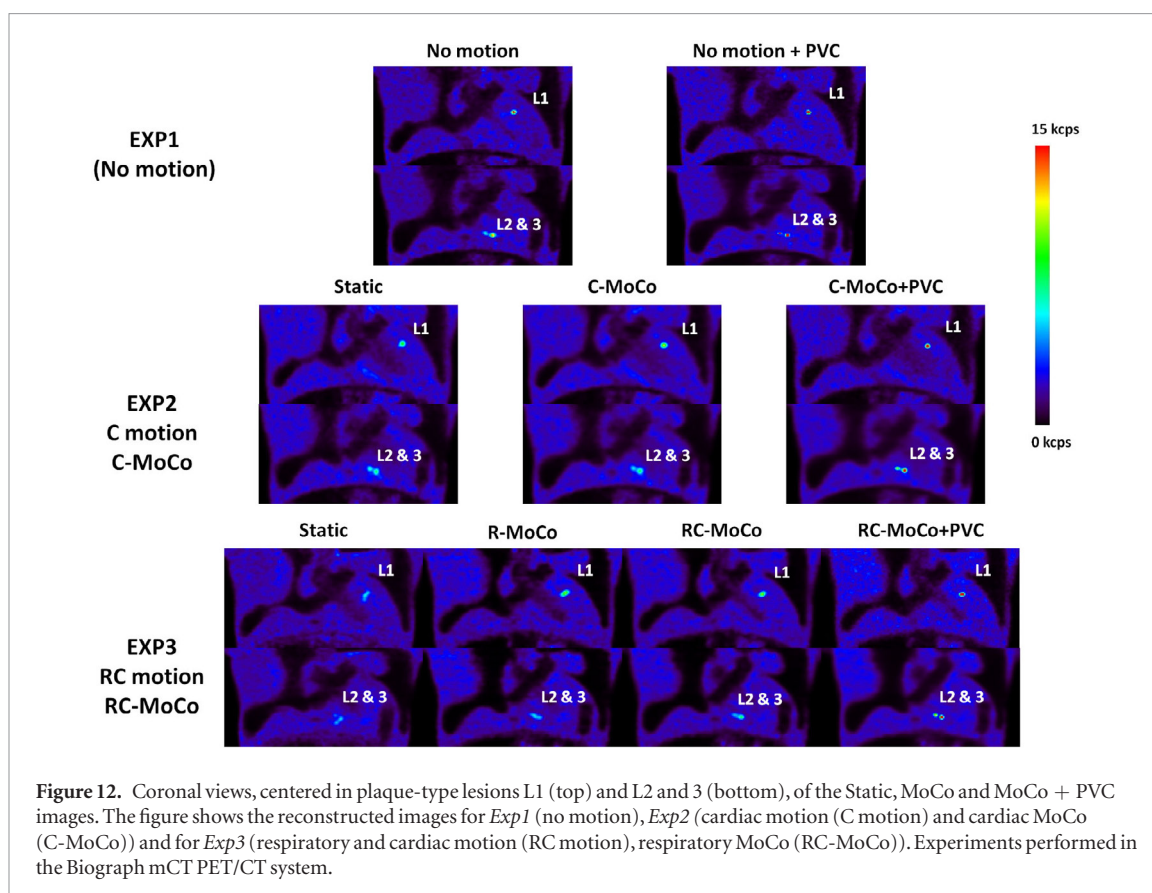 No motion No motion + PVC
L1 L1
EXP1
(No motion)
L2 & 3 L2 & 3
15 kcps
0 kcps
Static C-MoCo C-MoCo+PVC
L1 L1 L1
EXP2
C motion
C-MoCo
L2 & 3 L2 & 3 L2 & 3
Static R-MoCo RC-MoCo RC-MoCo+PVC
L1 L1 L1 L1
EXP3
RC motion
RC-MoCo
L2 & 3 L2 & 3 L2 & 3 L2 & 3
Figure 12. Coronal views, centered in plaque-type lesions L1 (top) and L2 and 3 (bottom), of the Static, MoCo and MoCo + PVC
images. The figure shows the reconstructed images for Exp1 (no motion), Exp2 (cardiac motion (C motion) and cardiac MoCo
(C-MoCo)) and for Exp3 (respiratory and cardiac motion (RC motion), respiratory MoCo (RC-MoCo)). Experiments performed in
the Biograph mCT PET/CT system.